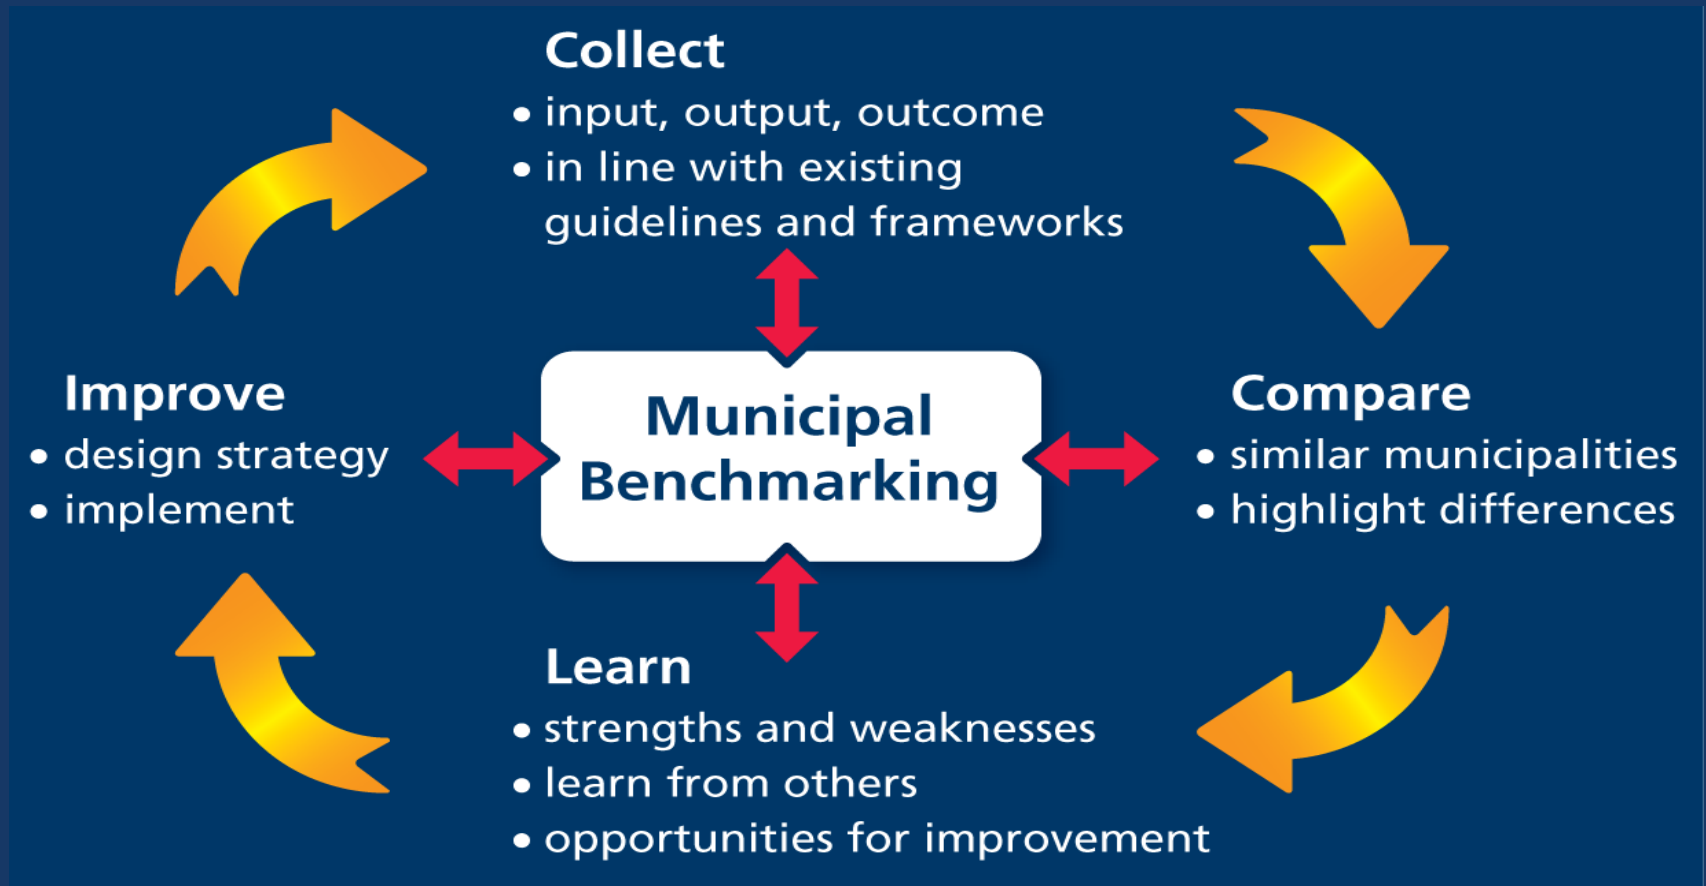 Collect
• input, output, outcome
• in line with existing
guidelines and frameworks
Improve
• design strategy
• implement
Municipal
Benchmarking
Compare
• similar municipalities
• highlight differences
Learn
• strengths and weaknesses
• learn from others
• opportunities for improvement